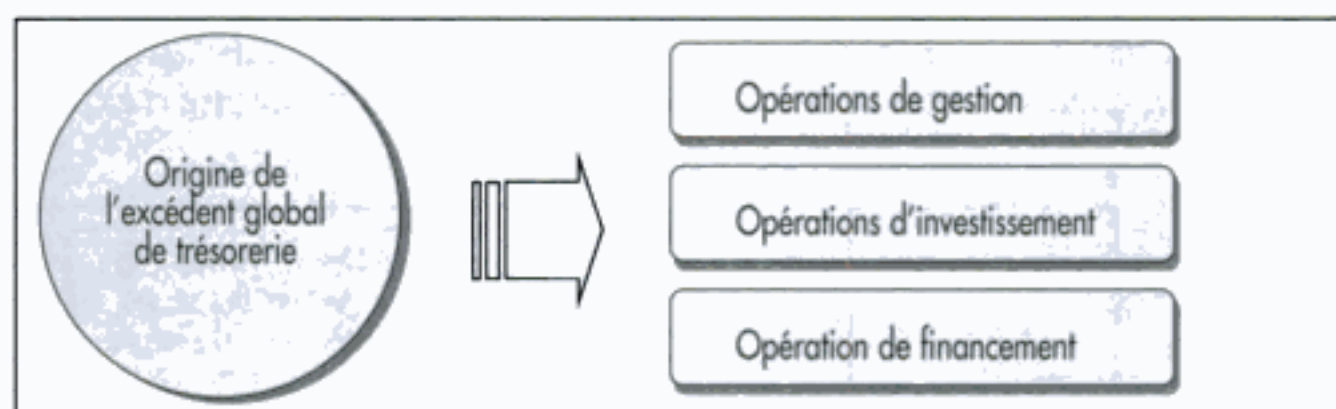 Origine de
l'excédent global
de trésorerie
Opérations de gestion
Opérations d'investissement
Opération de financement